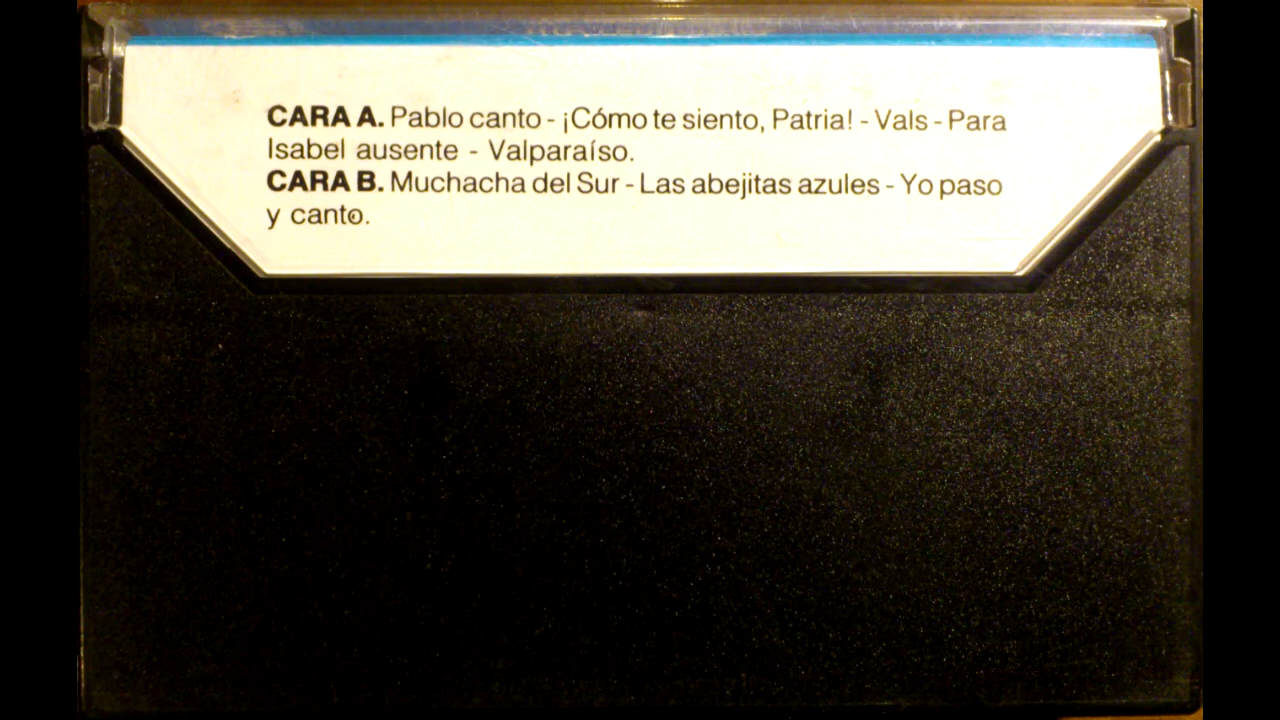 CARA A. Pablo canto - ¡Cómo te siento, Patria! - Vals - Para
Isabel ausente - Valparaíso.
CARA B. Muchacha del Sur - Las abejitas azules - Yo paso
y canto.